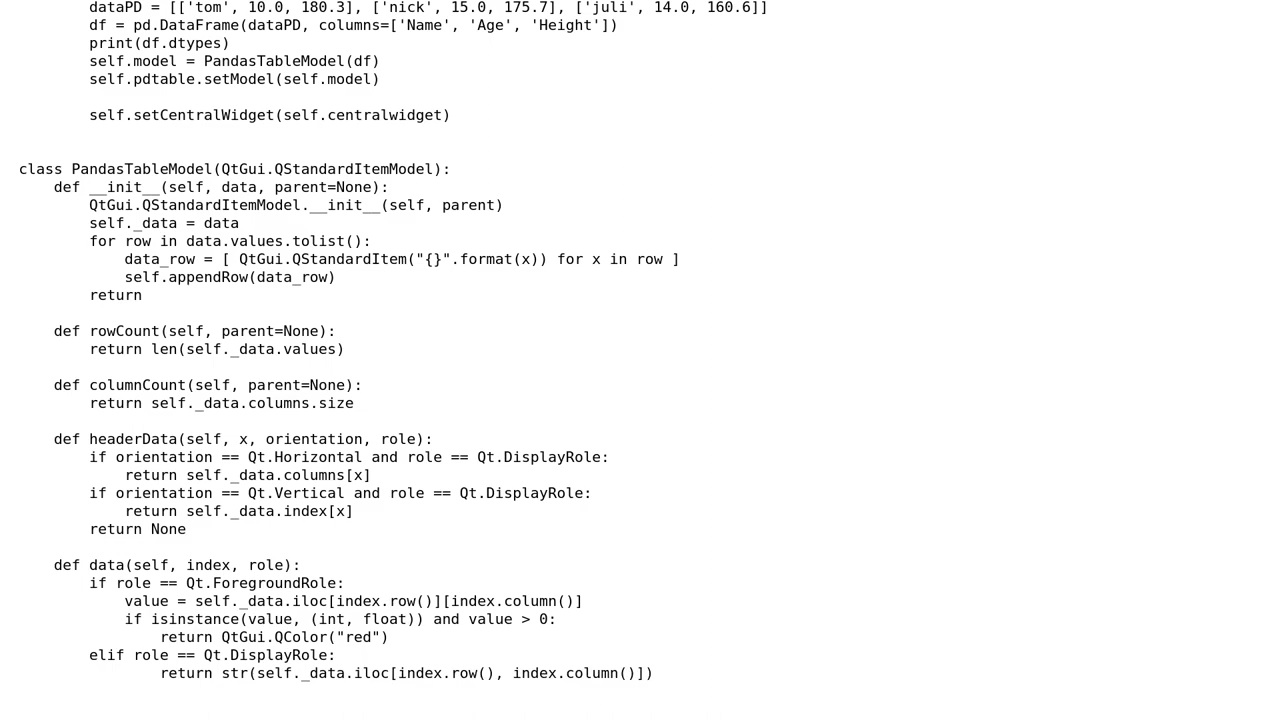 dataPD = [['tom', 10.0, 180.3], ['nick', 15.0, 175.7], ['juli', 14.0, 160.6]]
df = pd.DataFrame(dataPD, columns=['Name', 'Age', 'Height'])
print(df.dtypes)
self.model = PandasTableModel(df)
self.pdtable.setModel(self.model)
self.setCentralWidget(self.centralwidget)
class PandasTableModel(QtGui.QStandardItemModel):
def __init__(self, data, parent=None):
QtGui.QStandardItemModel.__init__(self, parent)
self._data = data
for row in data.values.tolist():
data_row = [ QtGui.QStandardItem("{}".format(x)) for x in row ]
self.appendRow(data_row)
return
def rowCount(self, parent=None):
return len(self._data.values)
def columnCount(self, parent=None):
return self._data.columns.size
def headerData(self, x, orientation, role):
if orientation == Qt.Horizontal and role == Qt.DisplayRole:
return self._data.columns[x]
if orientation == Qt.Vertical and role == Qt.DisplayRole:
return self._data.index[x]
return None
def data(self, index, role):
if role == Qt.ForegroundRole:
value = self._data.iloc[index.row()][index.column()]
if isinstance(value, (int, float)) and value > 0:
return QtGui.QColor("red")
elif role == Qt.DisplayRole:
return str(self._data.iloc[index.row(), index.column()])